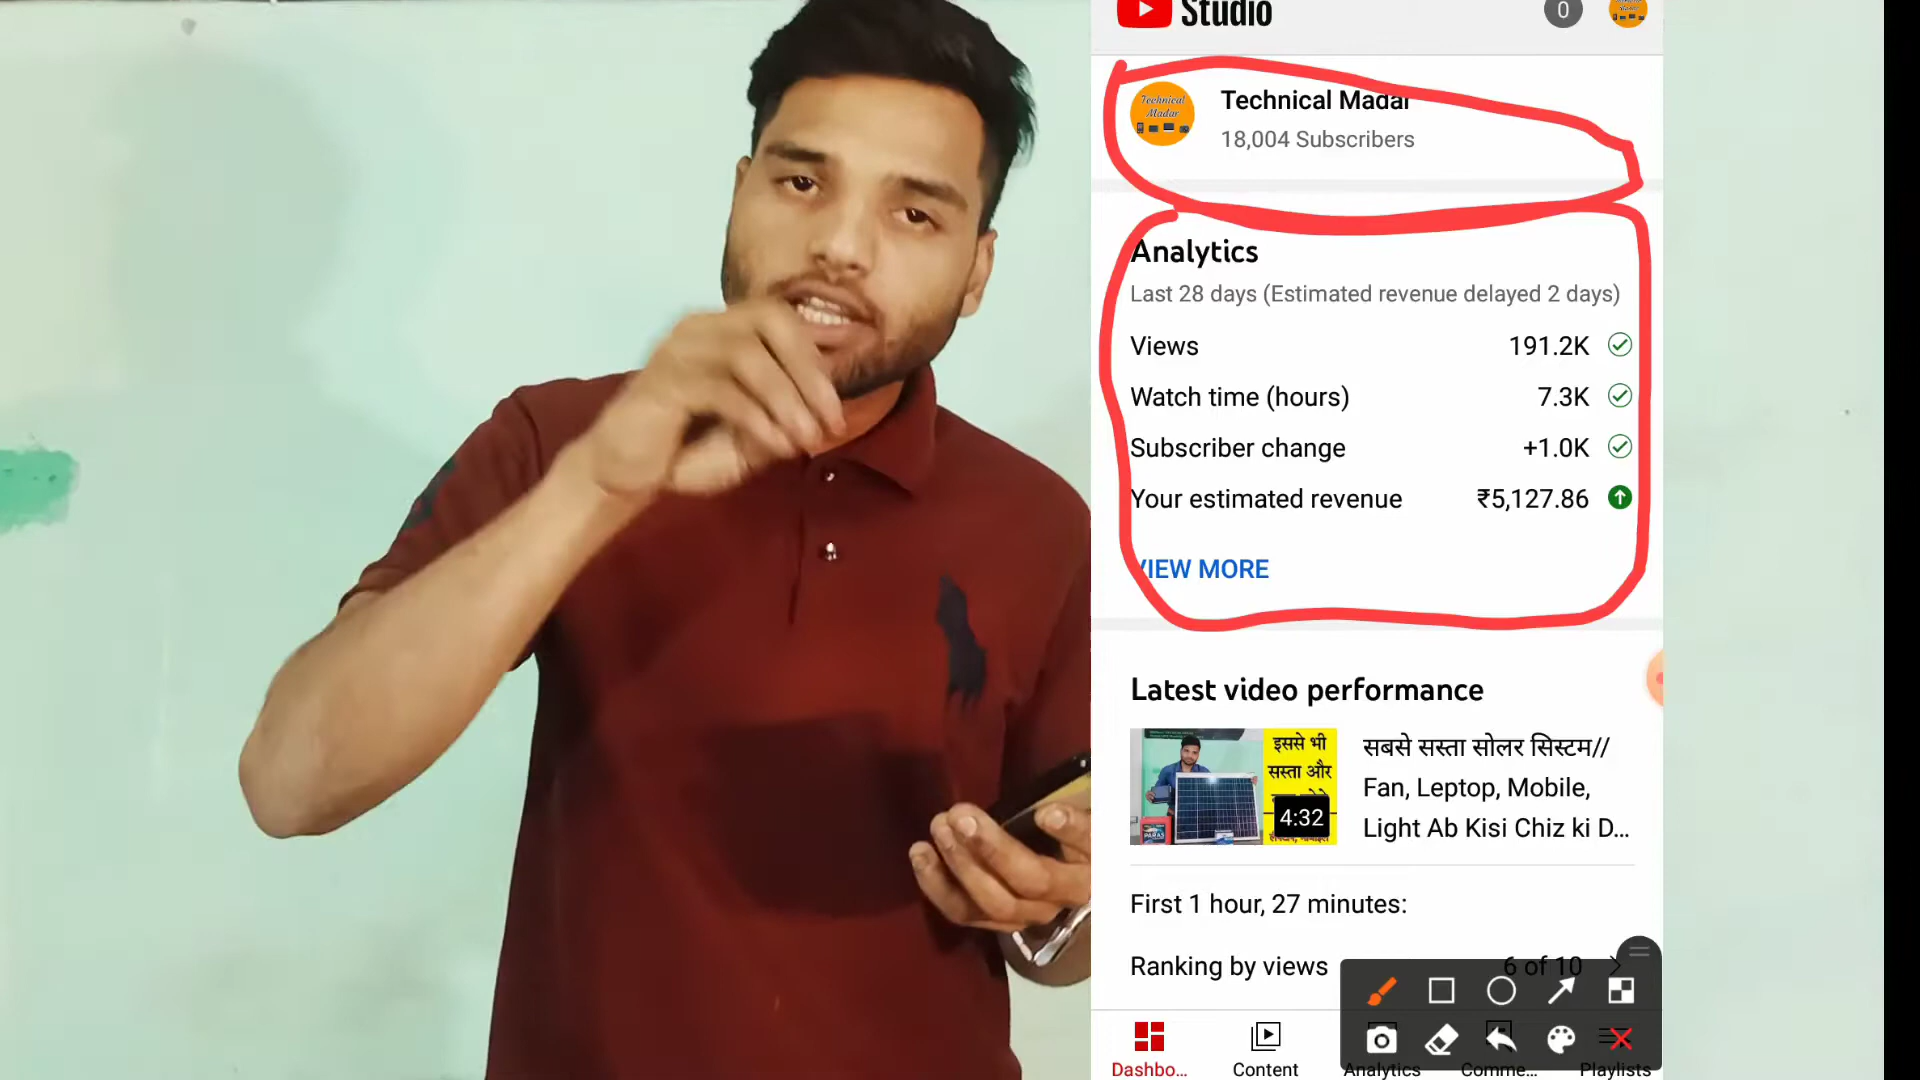 Studio
0
Technical Madar
Technical
Madar
18,004 Subscribers
Analytics
Last 28 days (Estimated revenue delayed 2 days)
Views 191.2K
Watch time (hours) 7.3K
Subscriber change +1.0K
Your estimated revenue ₹5,127.86
VIEW MORE
Latest video performance
इससे भी
सस्ता और
4:32
सबसे सस्ता सोलर सिस्टम//
Fan, Leptop, Mobile,
Light Ab Kisi Chiz ki D...
First 1 hour, 27 minutes:
Ranking by views 6 of 10
Dashbo... Content Analytics Comme... Playlists